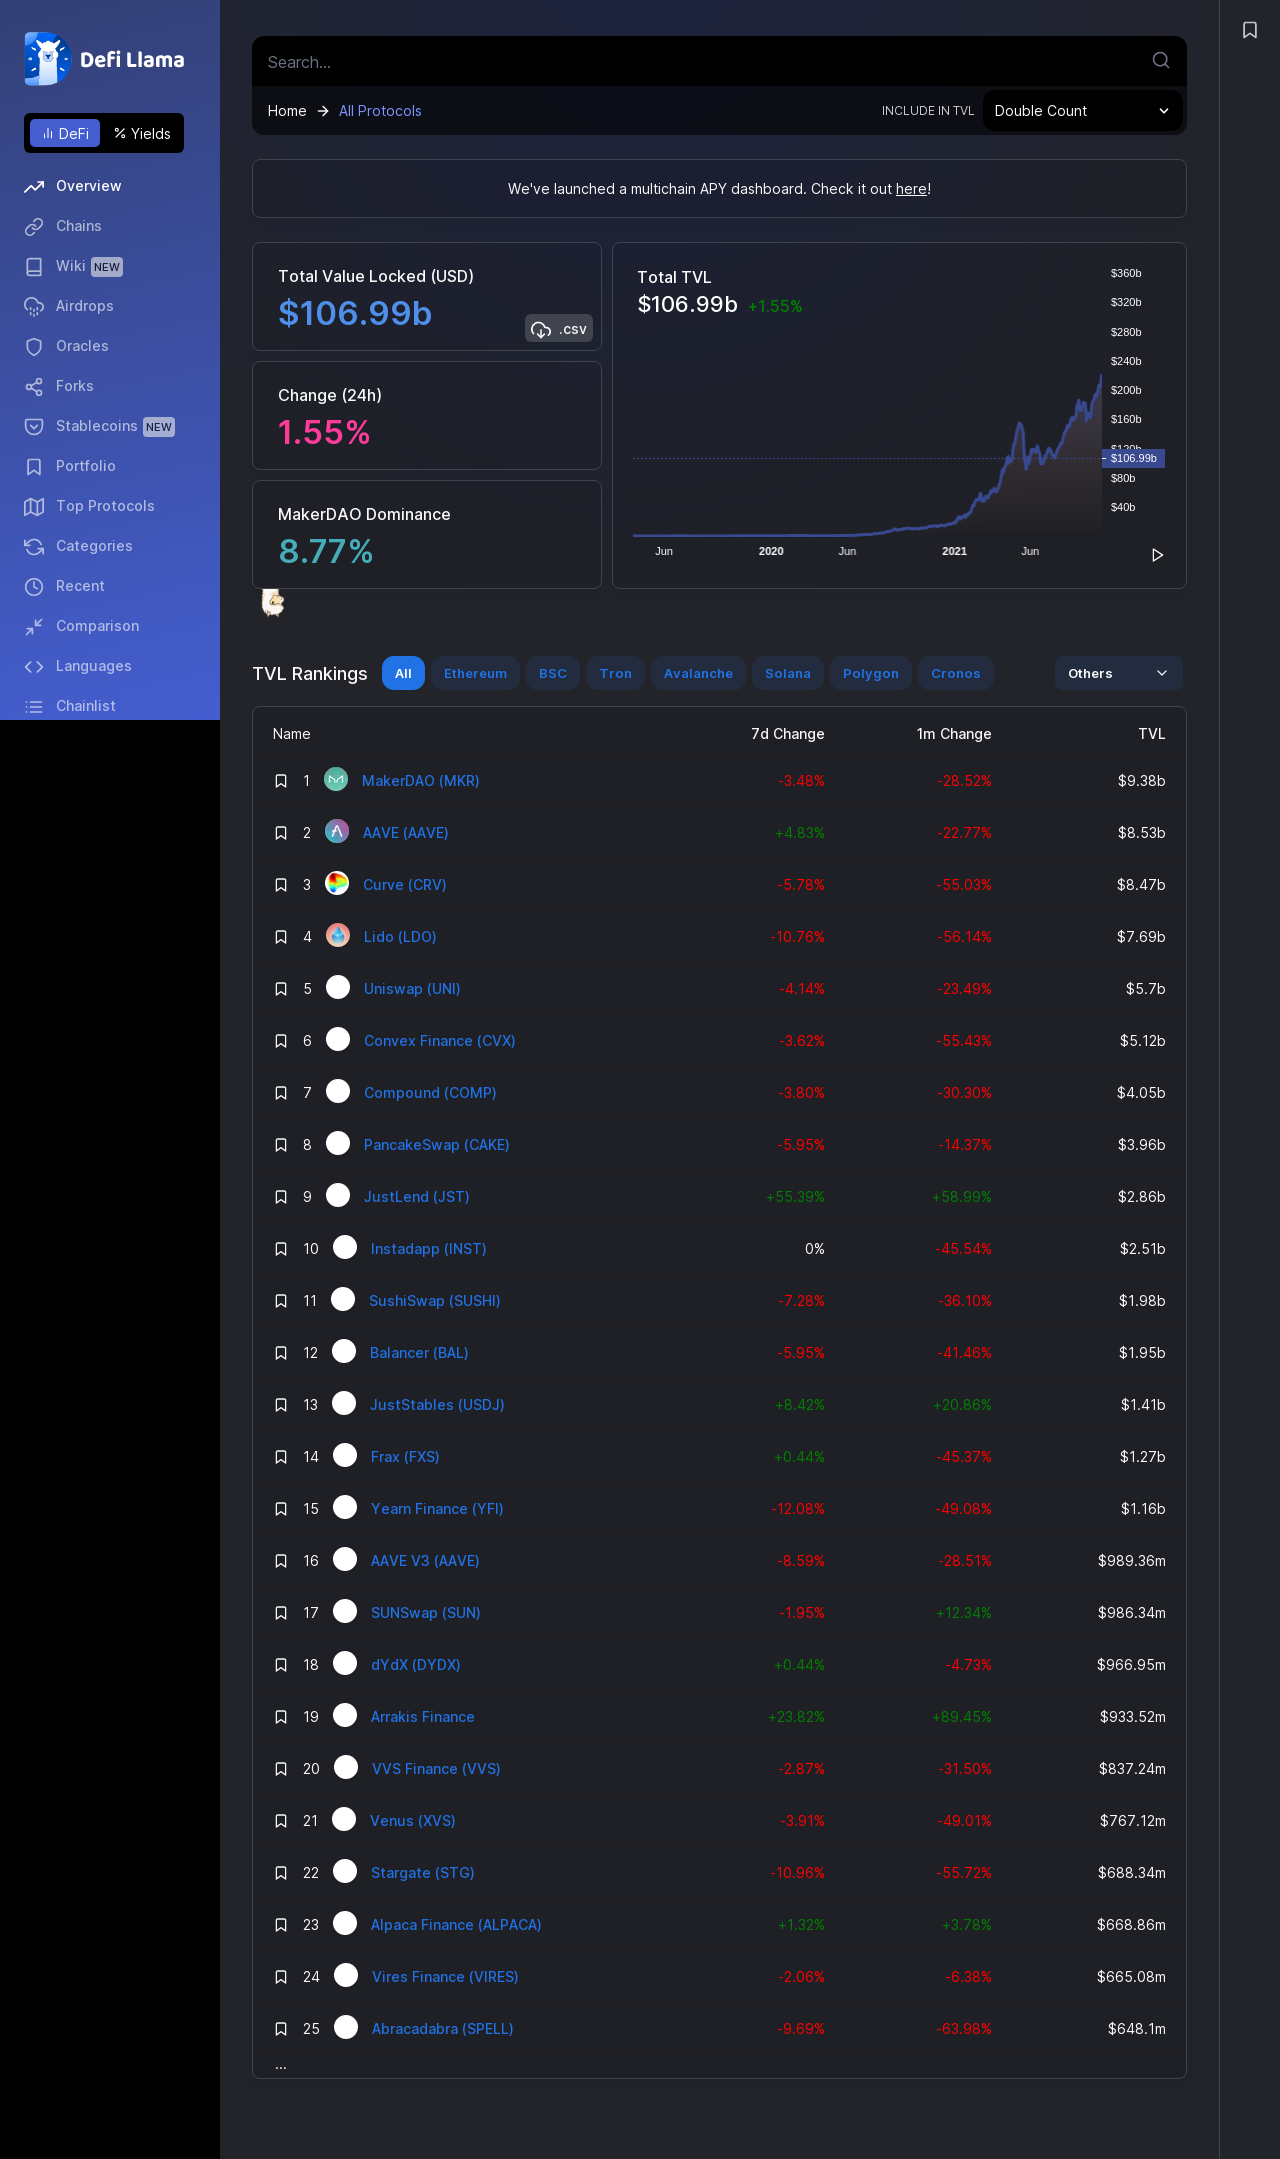 Defi Llama
DeFi
Yields
Overview
Chains
Wiki NEW
Airdrops
Oracles
Forks
Stablecoins NEW
Portfolio
Top Protocols
Categories
Recent
Comparison
Languages
Chainlist
Search...
Home → All Protocols
INCLUDE IN TVL Double Count
We've launched a multichain APY dashboard. Check it out here!
Total Value Locked (USD)
$106.99b
.csv
Change (24h)
1.55%
MakerDAO Dominance
8.77%
Total TVL
$106.99b +1.55%
$360b
$320b
$280b
$240b
$200b
$160b
$120b
$106.99b
$80b
$40b
Jun 2020 Jun 2021 Jun
TVL Rankings All Ethereum BSC Tron Avalanche Solana Polygon Cronos Others
Name 7d Change 1m Change TVL
1 MakerDAO (MKR) -3.48% -28.52% $9.38b
2 AAVE (AAVE) +4.83% -22.77% $8.53b
3 Curve (CRV) -5.78% -55.03% $8.47b
4 Lido (LDO) -10.76% -56.14% $7.69b
5 Uniswap (UNI) -4.14% -23.49% $5.7b
6 Convex Finance (CVX) -3.62% -55.43% $5.12b
7 Compound (COMP) -3.80% -30.30% $4.05b
8 PancakeSwap (CAKE) -5.95% -14.37% $3.96b
9 JustLend (JST) +55.39% +58.99% $2.86b
10 Instadapp (INST) 0% -45.54% $2.51b
11 SushiSwap (SUSHI) -7.28% -36.10% $1.98b
12 Balancer (BAL) -5.95% -41.46% $1.95b
13 JustStables (USDJ) +8.42% +20.86% $1.41b
14 Frax (FXS) +0.44% -45.37% $1.27b
15 Yearn Finance (YFI) -12.08% -49.08% $1.16b
16 AAVE V3 (AAVE) -8.59% -28.51% $989.36m
17 SUNSwap (SUN) -1.95% +12.34% $986.34m
18 dYdX (DYDX) +0.44% -4.73% $966.95m
19 Arrakis Finance +23.82% +89.45% $933.52m
20 VVS Finance (VVS) -2.87% -31.50% $837.24m
21 Venus (XVS) -3.91% -49.01% $767.12m
22 Stargate (STG) -10.96% -55.72% $688.34m
23 Alpaca Finance (ALPACA) +1.32% +3.78% $668.86m
24 Vires Finance (VIRES) -2.06% -6.38% $665.08m
25 Abracadabra (SPELL) -9.69% -63.98% $648.1m
...